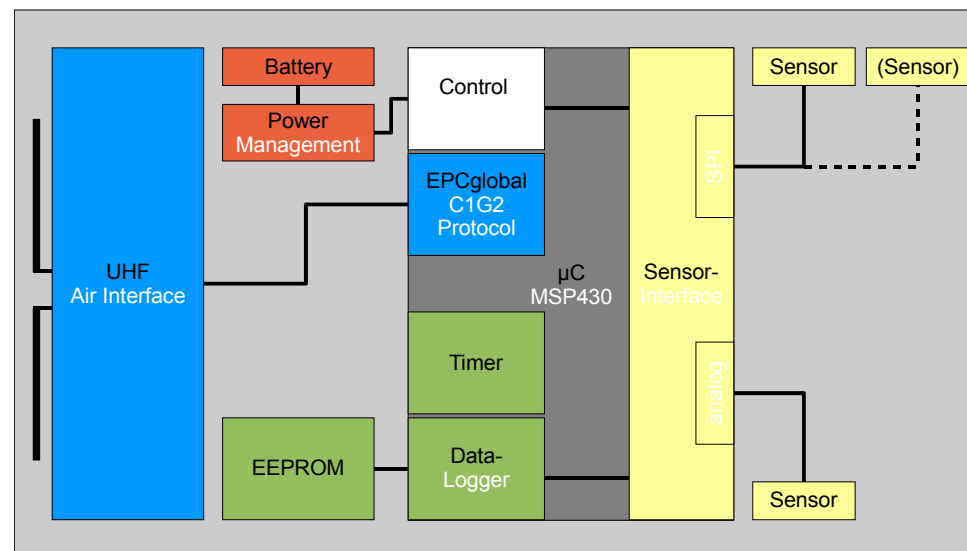 Battery
Power
Management
Control
Sensor
(Sensor)
SPI
EPCglobal
C1G2
Protocol
UHF
Air Interface
µC
MSP430
Sensor-
Interface
Timer
analog
EEPROM
Data-
Logger
Sensor